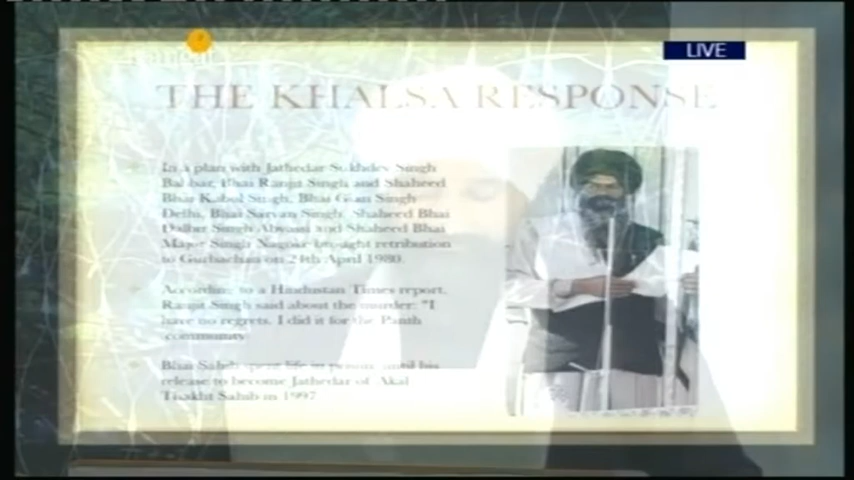 LIVE
THE KHALSA RESPONSE
In a plan with Jathedar Sukhdev Singh
Babbar, Bhai Ranjit Singh and Shaheed
Bhai Kabul Singh, Bhai Gian Singh
Delhi, Bhai Sarvan Singh, Shaheed Bhai
Dalbir Singh Abyasi and Shaheed Bhai
Major Singh Nagoke brought retribution
to Gurbachan on 24th April 1980.
According to a Hindustan Times report,
Ranjit Singh said about the murder: "I
have no regrets. I did it for the Panth
(community)
Bhai Sahib spent life in prison until his
release to become Jathedar of Akal
Thakht Sahib in 1997